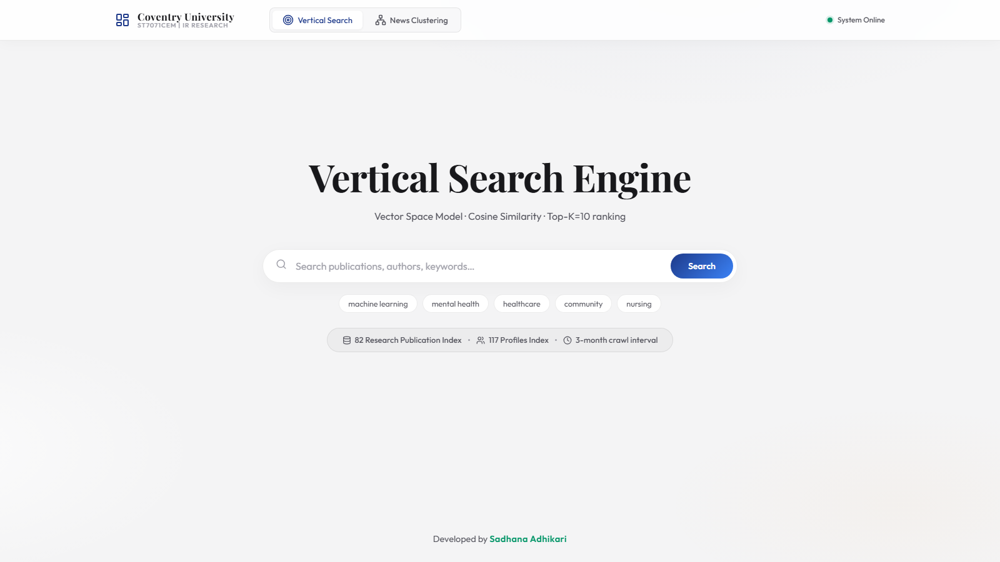 Coventry University
ST7071CEM | IR RESEARCH
Vertical Search
News Clustering
System Online
Vertical Search Engine
Vector Space Model · Cosine Similarity · Top-K=10 ranking
Search publications, authors, keywords...
Search
machine learning
mental health
healthcare
community
nursing
82 Research Publication Index • 117 Profiles Index • 3-month crawl interval
Developed by Sadhana Adhikari